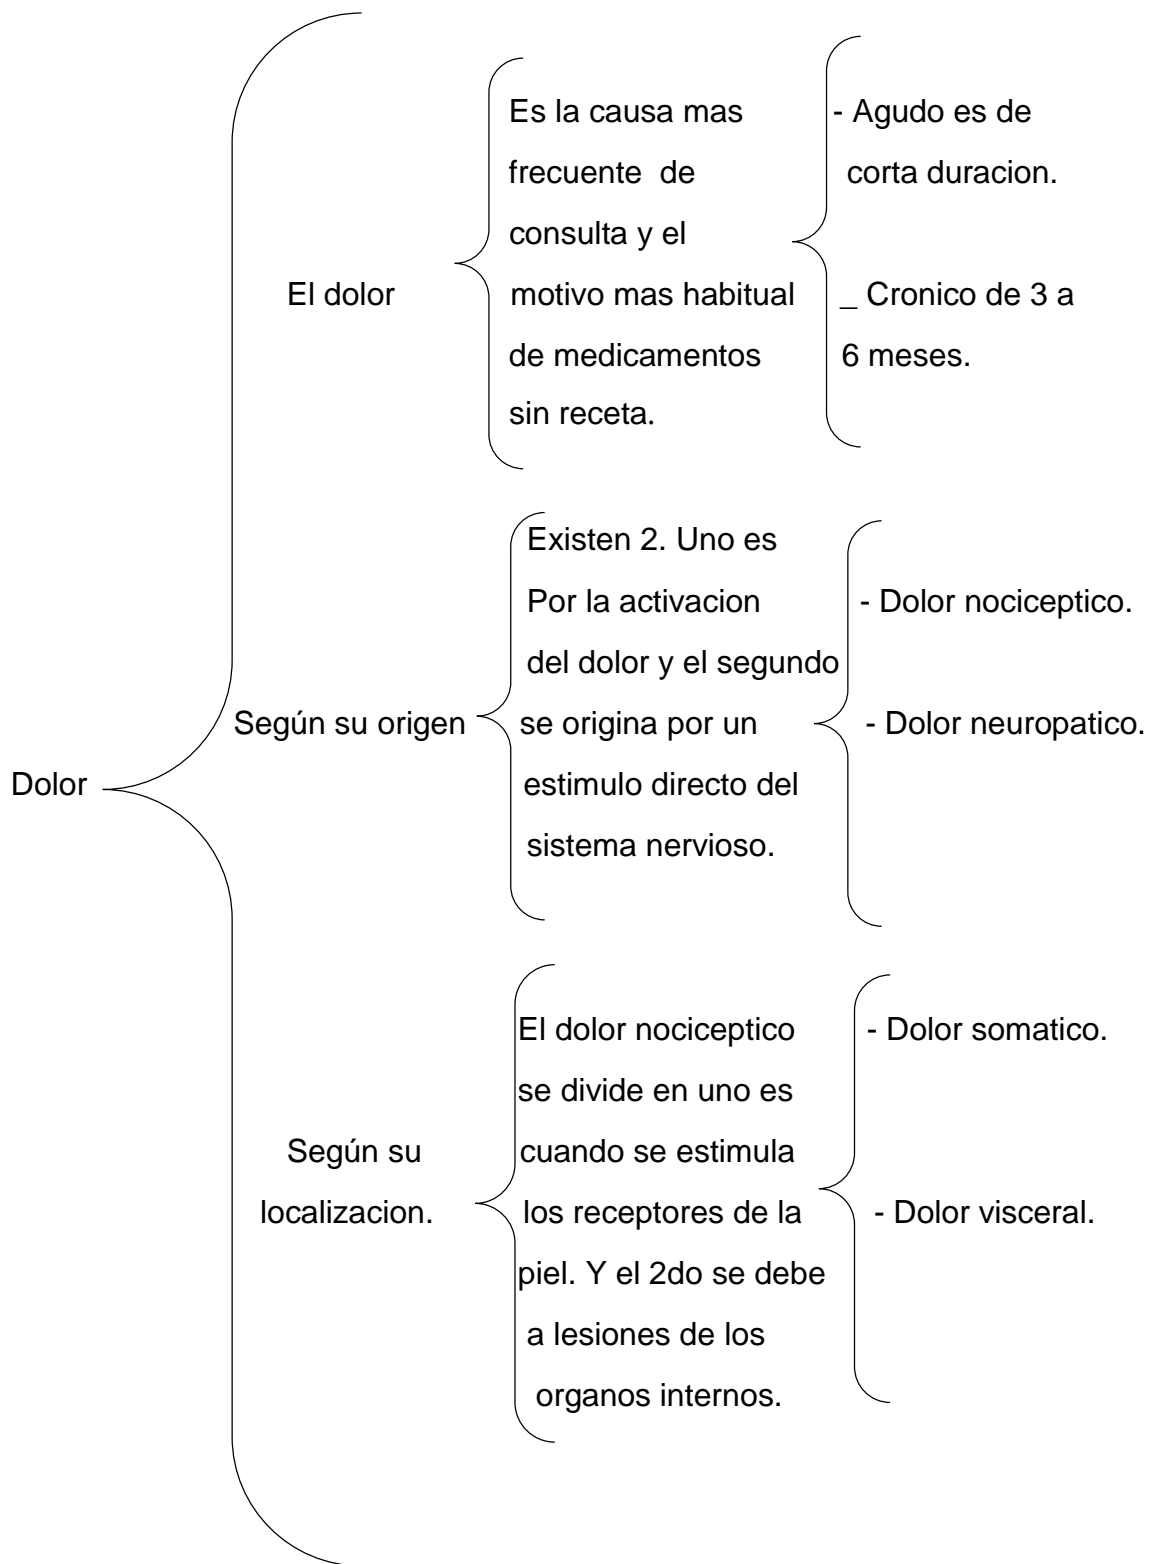 Dolor
El dolor
Es la causa mas
frecuente de
consulta y el
motivo mas habitual
de medicamentos
sin receta.
- Agudo es de
corta duracion.
_ Cronico de 3 a
6 meses.
Según su origen
Existen 2. Uno es
Por la activacion
del dolor y el segundo
se origina por un
estimulo directo del
sistema nervioso.
- Dolor nociceptico.
- Dolor neuropatico.
Según su
localizacion.
El dolor nociceptico
se divide en uno es
cuando se estimula
los receptores de la
piel. Y el 2do se debe
a lesiones de los
organos internos.
- Dolor somatico.
- Dolor visceral.